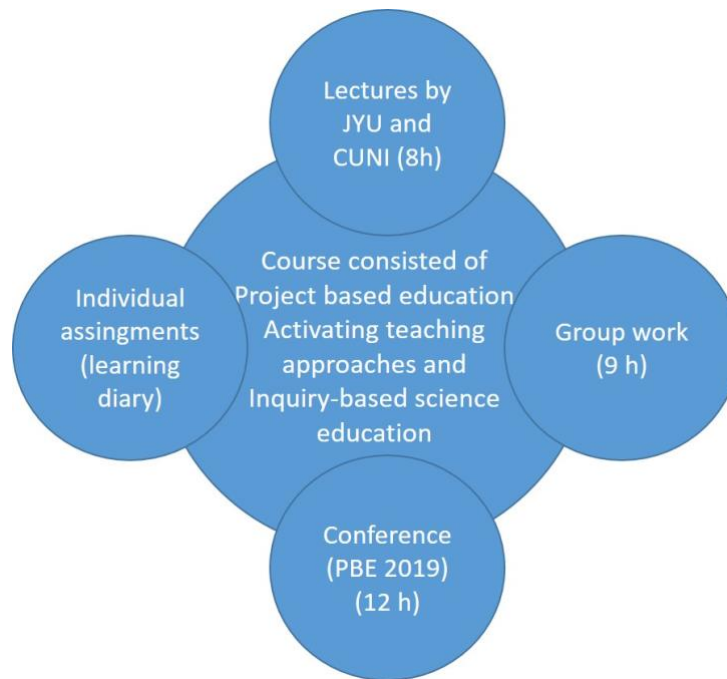 Lectures by
JYU and
CUNI (8h)
Course consisted of
Project based education
Activating teaching
approaches and
Inquiry-based science
education
Individual
assingments
(learning
diary)
Group work
(9 h)
Conference
(PBE 2019)
(12 h)